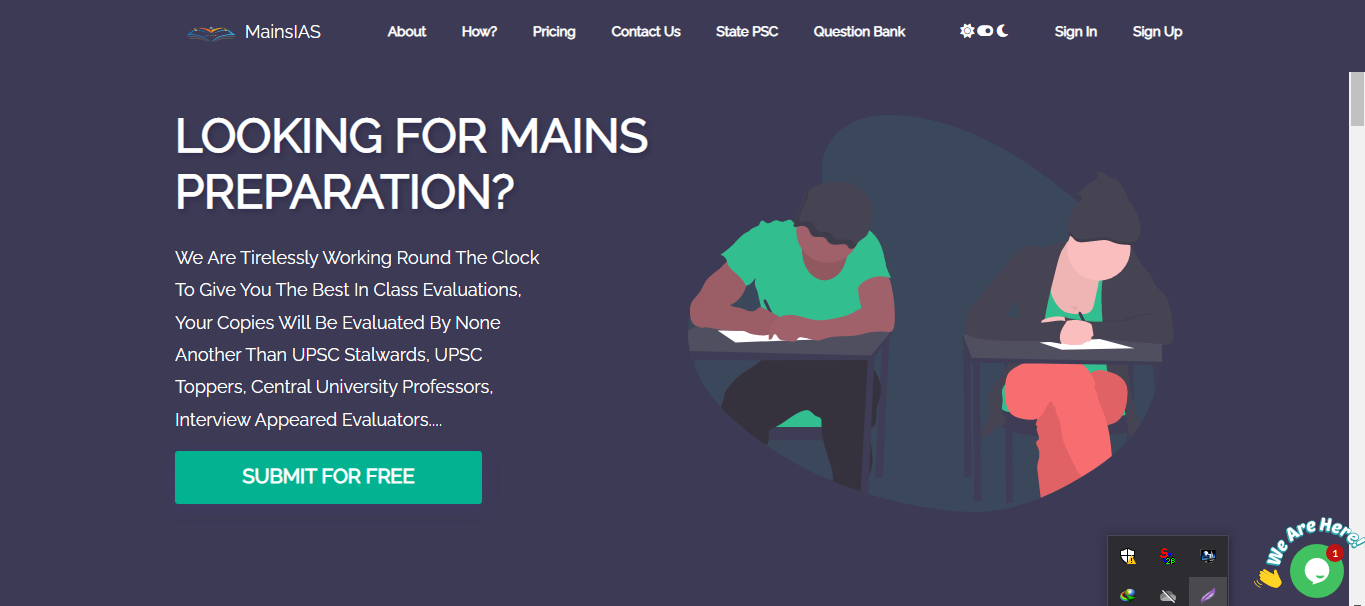 MainsIAS About How? Pricing Contact Us State PSC Question Bank Sign In Sign Up
LOOKING FOR MAINS
PREPARATION?
We Are Tirelessly Working Round The Clock
To Give You The Best In Class Evaluations,
Your Copies Will Be Evaluated By None
Another Than UPSC Stalwards, UPSC
Toppers, Central University Professors,
Interview Appeared Evaluators....
SUBMIT FOR FREE
We Are Here!
1
S
28